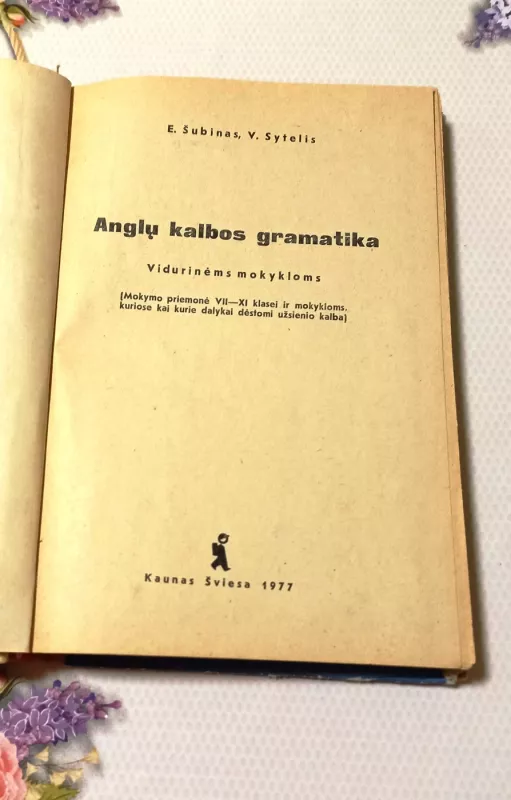 E. Šubinas, V. Sytelis
Anglų kalbos gramatika
Vidurinėms mokykloms
(Mokymo priemonė VII—XI klasei ir mokykloms,
kuriose kai kurie dalykai dėstomi užsienio kalba)
Kaunas Šviesa 1977